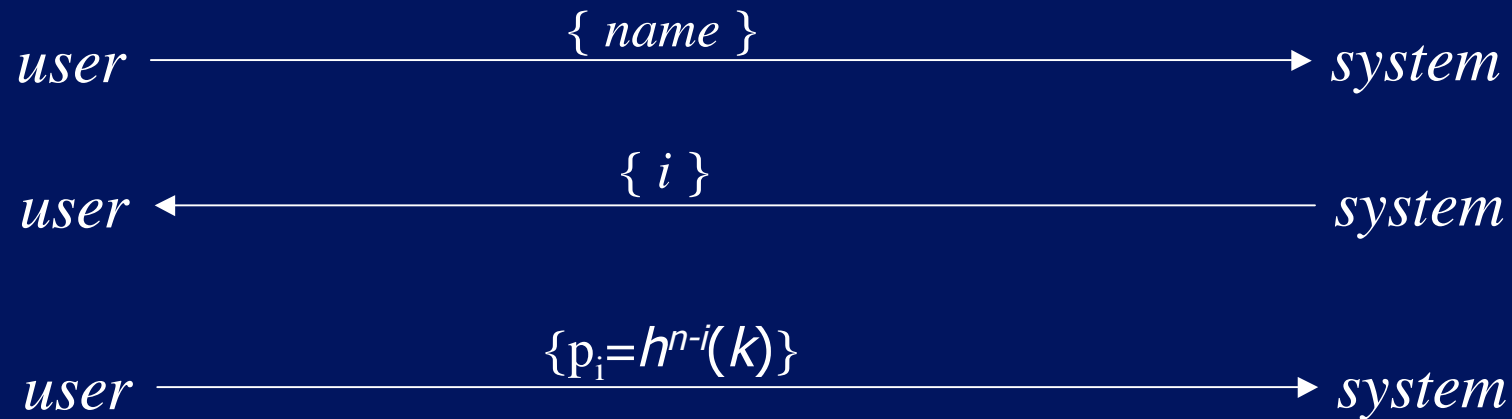 { name }
user system
{ i }
user system
{pᵢ=hⁿ⁻ⁱ(k)}
user system